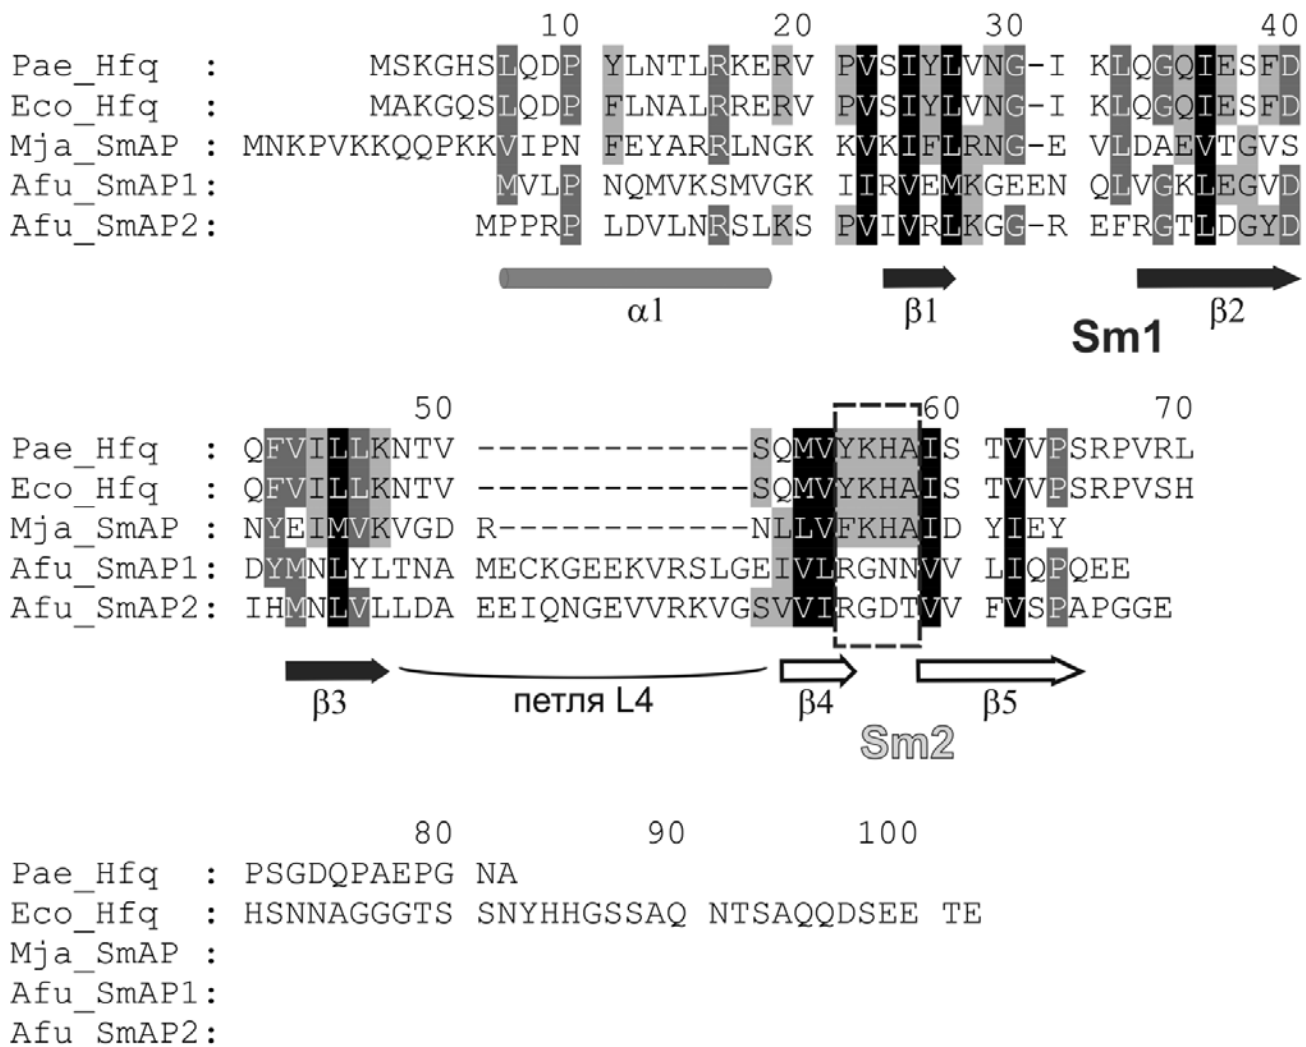 10 20 30 40
Pae_Hfq : MSKGHSLQDP YLNTLRKERV PVSIYLVNG-I KLQGQIESFD
Eco_Hfq : MAKGQSLQDP FLNALRRERV PVSIYLVNG-I KLQGQIESFD
Mja_SmAP : MNKPVKKQQPKKVIPN FEYARRLNGK KVKIFLRNG-E VLDAEVTGVS
Afu_SmAP1: MVLP NQMVKSMVGK IIRVEMKGEEN QLVGKLEGVD
Afu_SmAP2: MPPRP LDVLNRSLKS PVIVRLKGG-R EFRGTLDGYD
α1 β1 β2
Sm1
50 60 70
Pae_Hfq : QFVILLKNTV ------------SQMVYKHAIS TVVPSRPVRL
Eco_Hfq : QFVILLKNTV ------------SQMVYKHAIS TVVPSRPVSH
Mja_SmAP : NYEIMVKVGD R-----------NLLVFKHAID YIEY
Afu_SmAP1: DYMNLYLTNA MECKGEEKVRSLGEIVLRGNNVV LIQPQEE
Afu_SmAP2: IHMNLVLLDA EEIQNGEVVRKVGSVVIRGDTVV FVSPAPGGE
β3 петля L4 β4 β5
Sm2
80 90 100
Pae_Hfq : PSGDQPAEPG NA
Eco_Hfq : HSNNAGGGTS SNYHHGSSAQ NTSAQQDSEE TE
Mja_SmAP :
Afu_SmAP1:
Afu_SmAP2: